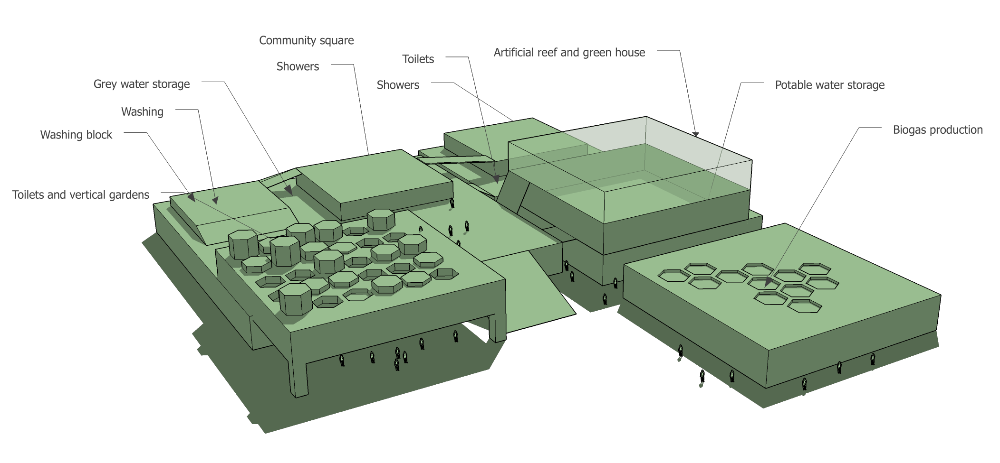 Community square
Artificial reef and green house
Toilets
Showers
Grey water storage
Showers
Potable water storage
Washing
Biogas production
Washing block
Toilets and vertical gardens